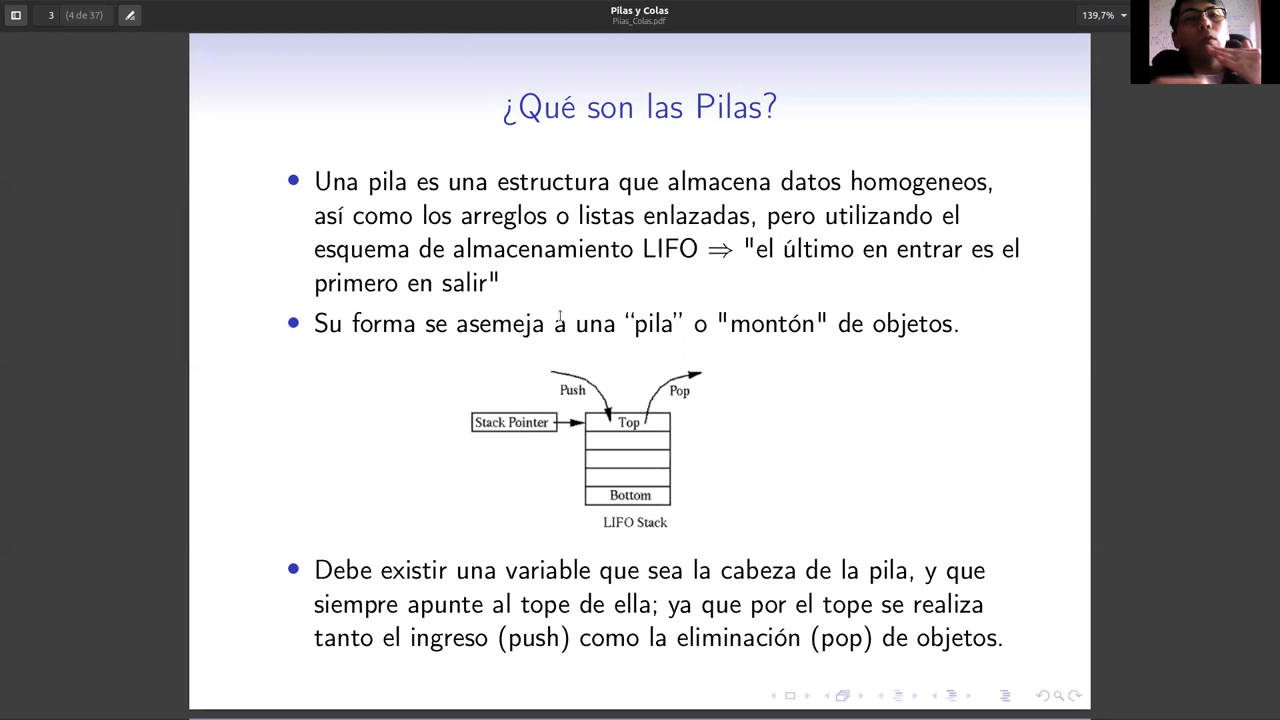 3 (4 de 37)
Pilas y Colas
Pilas_Colas.pdf
139,7%
¿Qué son las Pilas?
Una pila es una estructura que almacena datos homogeneos,
así como los arreglos o listas enlazadas, pero utilizando el
esquema de almacenamiento LIFO ⇒ "el último en entrar es el
primero en salir"
Su forma se asemeja a una “pila” o "montón" de objetos.
Push
Pop
Stack Pointer
Top
Bottom
LIFO Stack
Debe existir una variable que sea la cabeza de la pila, y que
siempre apunte al tope de ella; ya que por el tope se realiza
tanto el ingreso (push) como la eliminación (pop) de objetos.